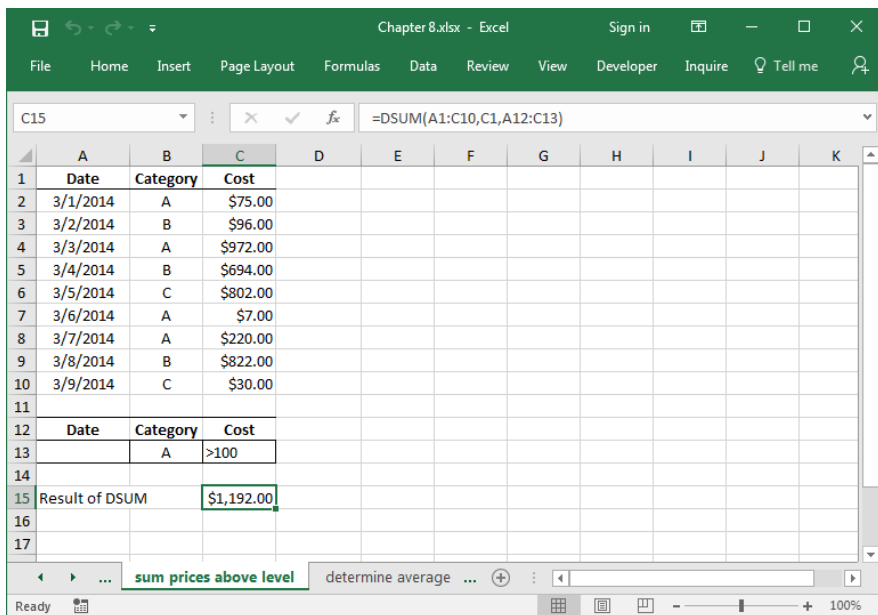 Chapter 8.xlsx - Excel Sign in
File Home Insert Page Layout Formulas Data Review View Developer Inquire Tell me
C15 fx =DSUM(A1:C10,C1,A12:C13)
A B C D E F G H I J K
1 Date Category Cost
2 3/1/2014 A $75.00
3 3/2/2014 B $96.00
4 3/3/2014 A $972.00
5 3/4/2014 B $694.00
6 3/5/2014 C $802.00
7 3/6/2014 A $7.00
8 3/7/2014 A $220.00
9 3/8/2014 B $822.00
10 3/9/2014 C $30.00
11
12 Date Category Cost
13 A >100
14
15 Result of DSUM $1,192.00
16
17
... sum prices above level determine average ...
Ready 100%